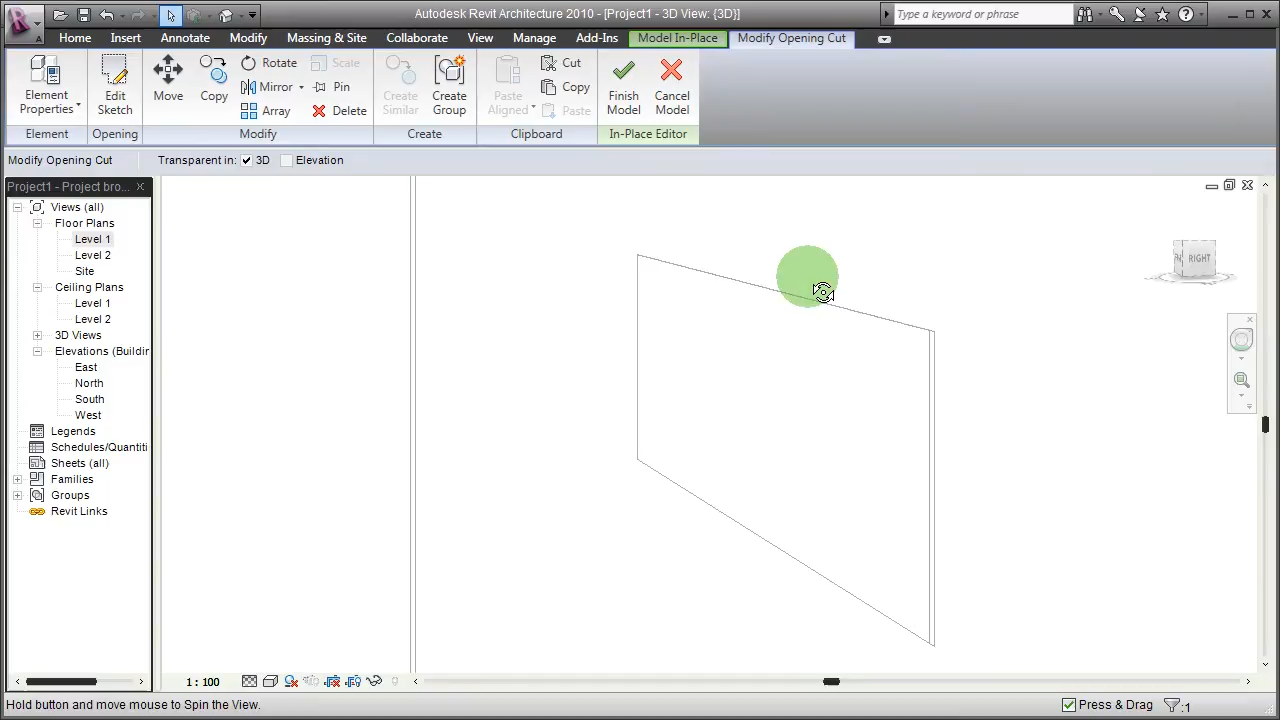 Autodesk Revit Architecture 2010 - [Project1 - 3D View: {3D}]
Type a keyword or phrase
Home Insert Annotate Modify Massing & Site Collaborate View Manage Add-Ins Model In-Place Modify Opening Cut
Element Properties
Edit Sketch
Move
Copy
Rotate
Scale
Mirror
Pin
Array
Delete
Create Similar
Create Group
Paste Aligned
Cut
Copy
Paste
Finish Model
Cancel Model
Element Opening Modify Create Clipboard In-Place Editor
Modify Opening Cut Transparent in: 3D Elevation
Project1 - Project bro...
Views (all)
Floor Plans
Level 1
Level 2
Site
Ceiling Plans
Level 1
Level 2
3D Views
Elevations (Buildir
East
North
South
West
Legends
Schedules/Quantiti
Sheets (all)
Families
Groups
Revit Links
RIGHT
1 : 100
Hold button and move mouse to Spin the View. Press & Drag :1